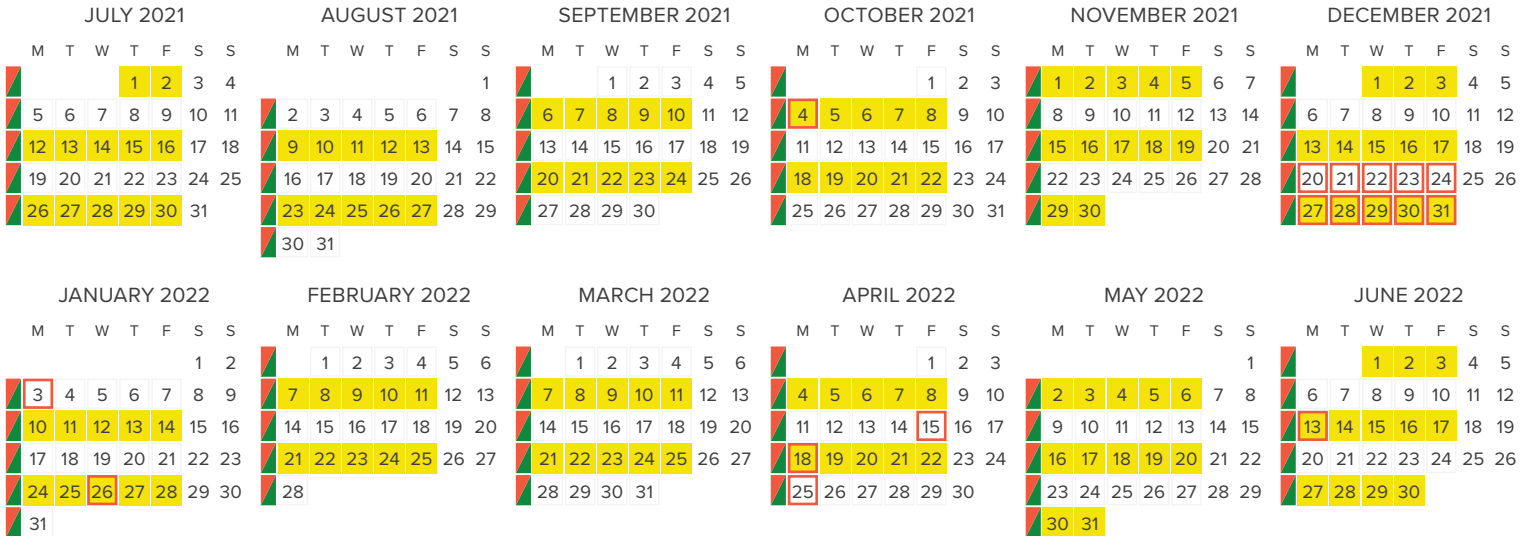 JULY 2021 AUGUST 2021 SEPTEMBER 2021 OCTOBER 2021 NOVEMBER 2021 DECEMBER 2021
M T W T F S S M T W T F S S M T W T F S S M T W T F S S M T W T F S S M T W T F S S
1 2 3 4 1 1 2 3 4 5 1 2 3 1 2 3 4 5 6 7 1 2 3 4 5
5 6 7 8 9 10 11 2 3 4 5 6 7 8 6 7 8 9 10 11 12 4 5 6 7 8 9 10 8 9 10 11 12 13 14 6 7 8 9 10 11 12
12 13 14 15 16 17 18 9 10 11 12 13 14 15 13 14 15 16 17 18 19 11 12 13 14 15 16 17 15 16 17 18 19 20 21 13 14 15 16 17 18 19
19 20 21 22 23 24 25 16 17 18 19 20 21 22 20 21 22 23 24 25 26 18 19 20 21 22 23 24 22 23 24 25 26 27 28 20 21 22 23 24 25 26
26 27 28 29 30 31 23 24 25 26 27 28 29 27 28 29 30 25 26 27 28 29 30 31 29 30 27 28 29 30 31
30 31
JANUARY 2022 FEBRUARY 2022 MARCH 2022 APRIL 2022 MAY 2022 JUNE 2022
M T W T F S S M T W T F S S M T W T F S S M T W T F S S M T W T F S S M T W T F S S
1 2 1 2 3 4 5 6 1 2 3 4 5 6 1 2 3 1 1 2 3 4 5
3 4 5 6 7 8 9 7 8 9 10 11 12 13 7 8 9 10 11 12 13 4 5 6 7 8 9 10 2 3 4 5 6 7 8 6 7 8 9 10 11 12
10 11 12 13 14 15 16 14 15 16 17 18 19 20 14 15 16 17 18 19 20 11 12 13 14 15 16 17 9 10 11 12 13 14 15 13 14 15 16 17 18 19
17 18 19 20 21 22 23 21 22 23 24 25 26 27 21 22 23 24 25 26 27 18 19 20 21 22 23 24 16 17 18 19 20 21 22 20 21 22 23 24 25 26
24 25 26 27 28 29 30 28 28 29 30 31 25 26 27 28 29 30 23 24 25 26 27 28 29 27 28 29 30
31 30 31